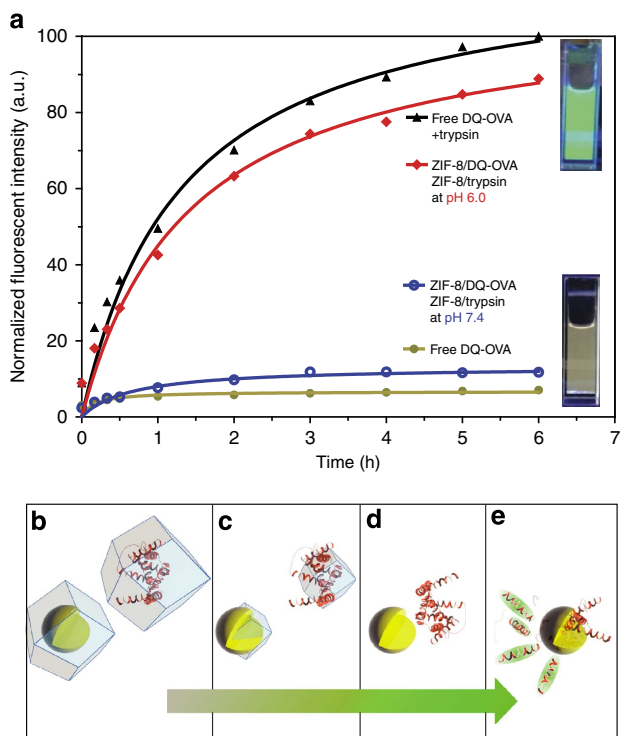 a
Normalized fluorescent intensity (a.u.)
100
80
60
40
20
0
0
1
2
3
4
5
6
7
Time (h)
Free DQ-OVA
+trypsin
ZIF-8/DQ-OVA
ZIF-8/trypsin
at pH 6.0
ZIF-8/DQ-OVA
ZIF-8/trypsin
at pH 7.4
Free DQ-OVA
b
c
d
e